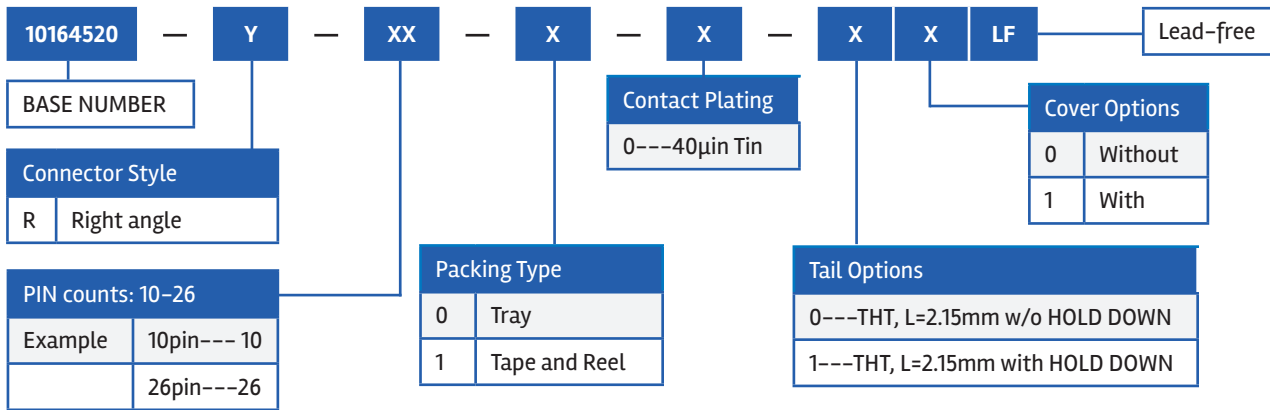 10164520 — Y — XX — X — X — X X LF
Lead-free
BASE NUMBER
Connector Style
R Right angle
PIN counts: 10-26
Example 10pin--- 10
26pin---26
Packing Type
0 Tray
1 Tape and Reel
Contact Plating
0---40µin Tin
Tail Options
0---THT, L=2.15mm w/o HOLD DOWN
1---THT, L=2.15mm with HOLD DOWN
Cover Options
0 Without
1 With